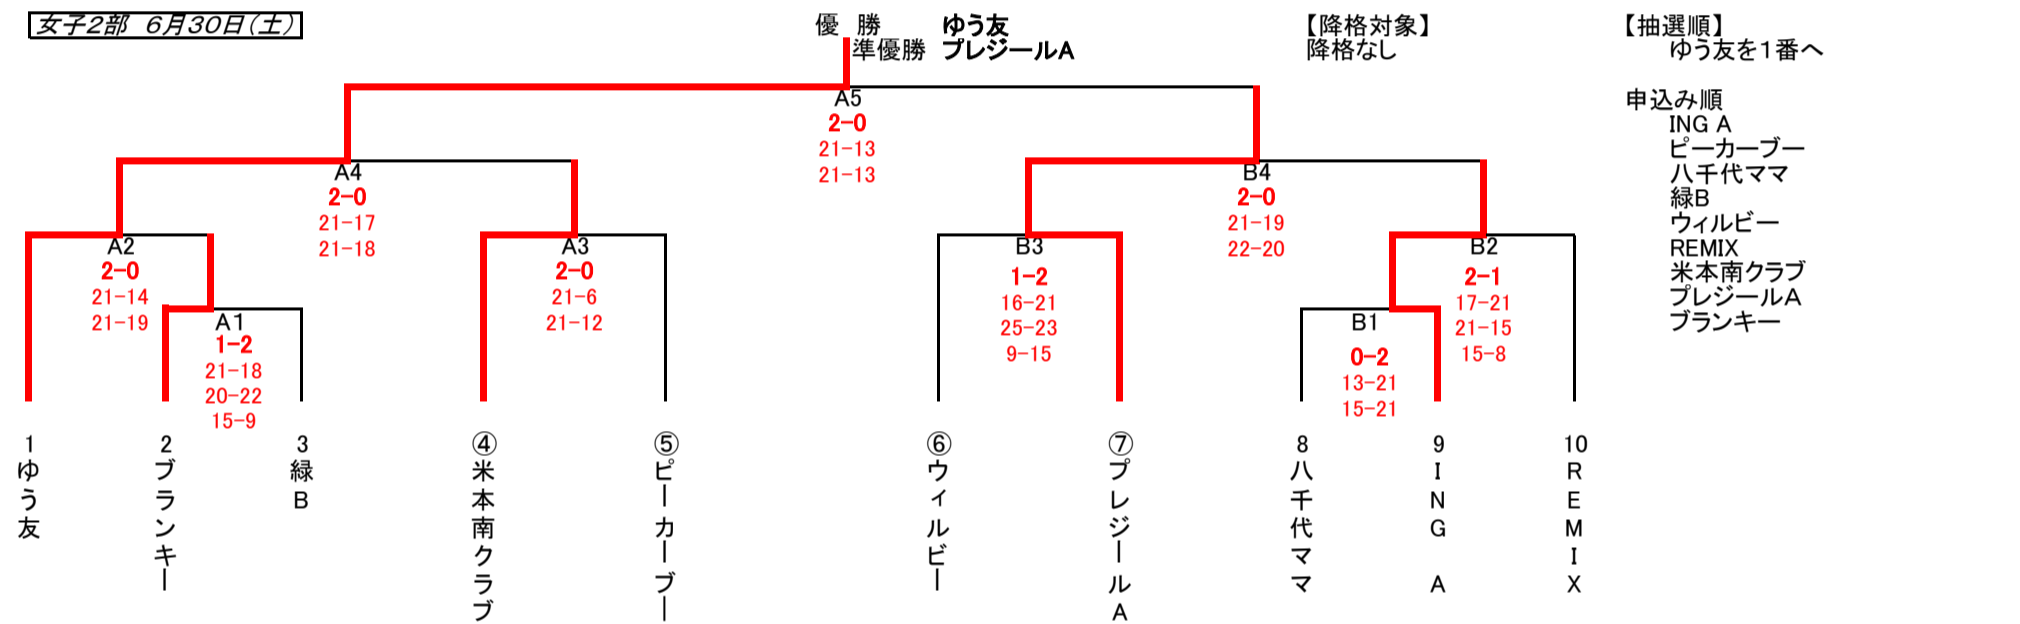 女子2部　6月30日(土)
優　勝　ゆう友
準優勝　プレジールA
【降格対象】
降格なし
【抽選順】
ゆう友を1番へ
申込み順
ING A
ピーカーブー
八千代ママ
緑B
ウィルビー
REMIX
米本南クラブ
プレジールA
ブランキー
A5
2-0
21-13
21-13
A4
2-0
21-17
21-18
B4
2-0
21-19
22-20
A2
2-0
21-14
21-19
A3
2-0
21-6
21-12
B3
1-2
16-21
25-23
9-15
B2
2-1
17-21
21-15
15-8
A1
1-2
21-18
20-22
15-9
B1
0-2
13-21
15-21
1 ゆう友
2 ブランキー
3 緑B
④ 米本南クラブ
⑤ ピーカーブー
⑥ ウィルビー
⑦ プレジールA
8 八千代ママ
9 ING A
10 REMIX